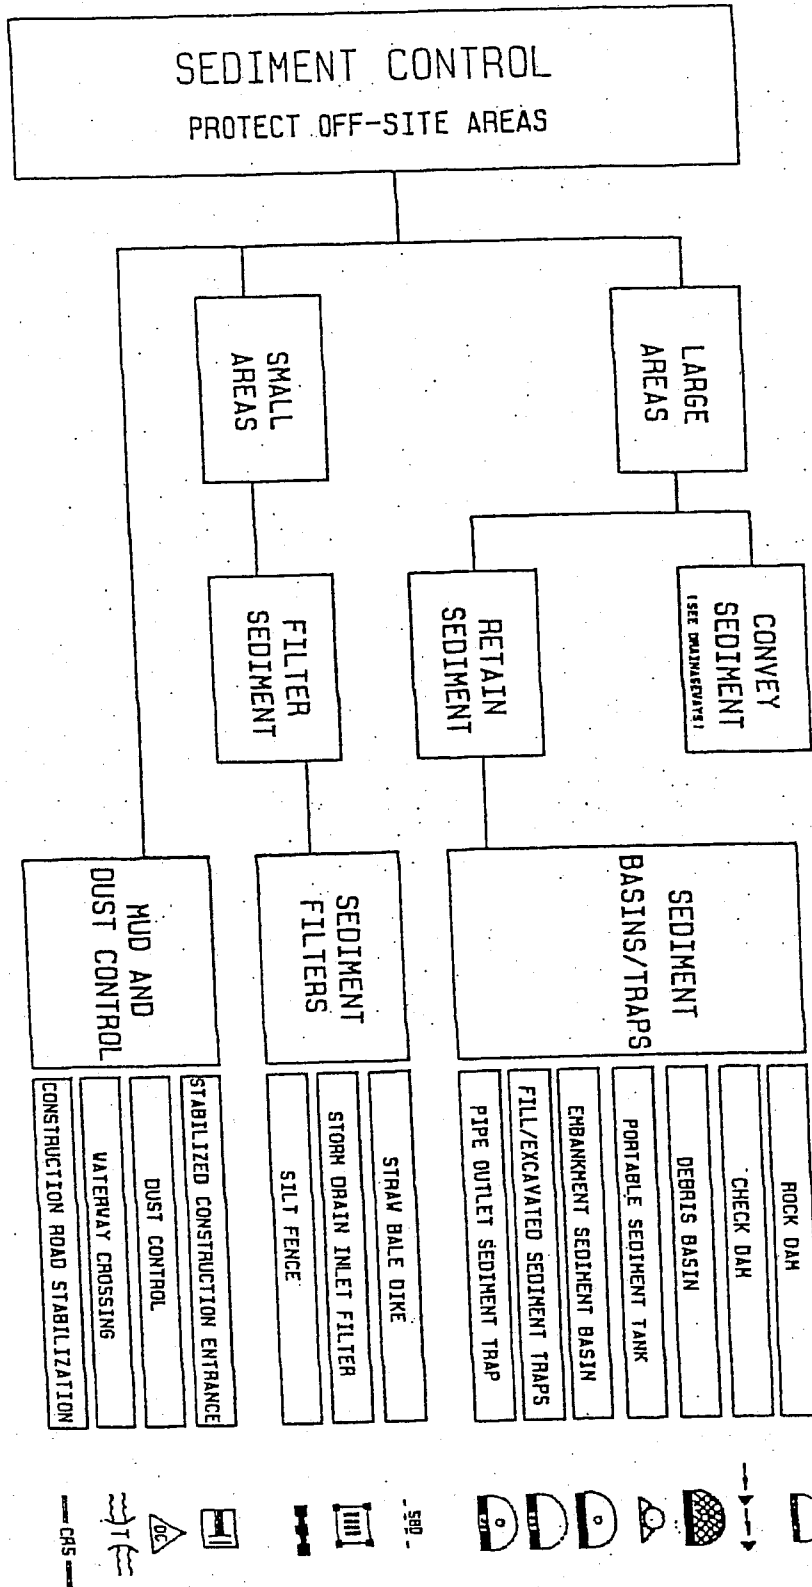 SEDIMENT CONTROL
PROTECT OFF-SITE AREAS
LARGE
AREAS
SMALL
AREAS
CONVEY
SEDIMENT
(SEE DRAINAGEWAYS)
RETAIN
SEDIMENT
FILTER
SEDIMENT
SEDIMENT
BASINS/TRAPS
ROCK DAM
CHECK DAM
DEBRIS BASIN
PORTABLE SEDIMENT TANK
EMBANKMENT SEDIMENT BASIN
FILL/EXCAVATED SEDIMENT TRAPS
PIPE OUTLET SEDIMENT TRAP
SEDIMENT
FILTERS
STRAW BALE DIKE
SBD
STORM DRAIN INLET FILTER
SILT FENCE
MUD AND
DUST CONTROL
STABILIZED CONSTRUCTION ENTRANCE
DUST CONTROL
DC
WATERWAY CROSSING
T
CONSTRUCTION ROAD STABILIZATION
CRS